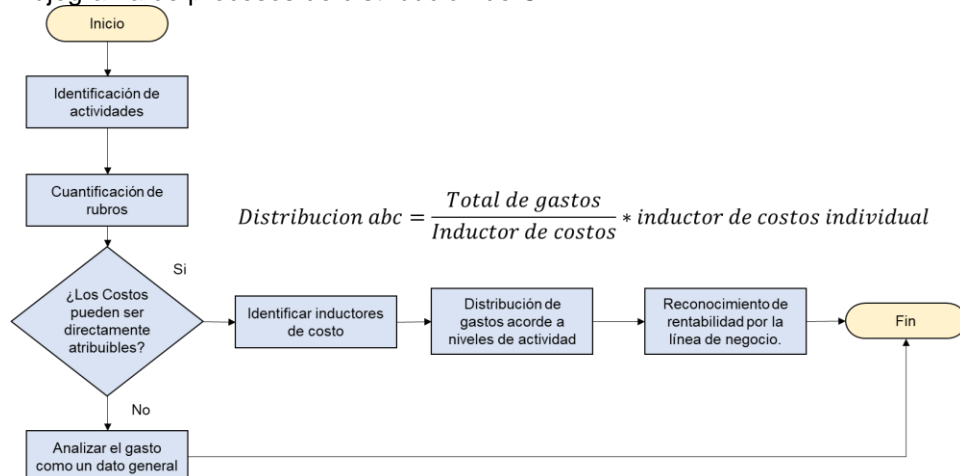 Inicio
Identificación de
actividades
Cuantificación de
rubros
Distribucion abc = Total de gastos / Inductor de costos * inductor de costos individual
Si
¿Los Costos
pueden ser
directamente
atribuibles?
Identificar inductores
de costo
Distribución de
gastos acorde a
niveles de actividad
Reconocimiento de
rentabilidad por la
línea de negocio.
Fin
No
Analizar el gasto
como un dato general